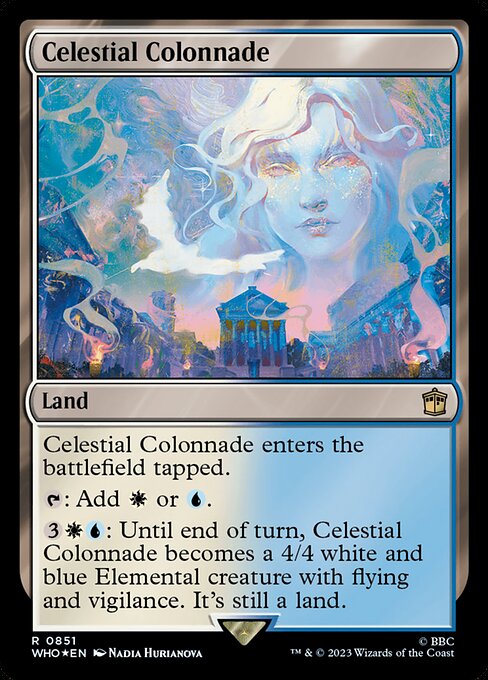 Celestial Colonnade
Land
Celestial Colonnade enters the
battlefield tapped.
: Add or .
3 : Until end of turn, Celestial
Colonnade becomes a 4/4 white and
blue Elemental creature with flying
and vigilance. It's still a land.
R 0851
WHO★EN Nadia Hurianova
© BBC
™ & © 2023 Wizards of the Coast